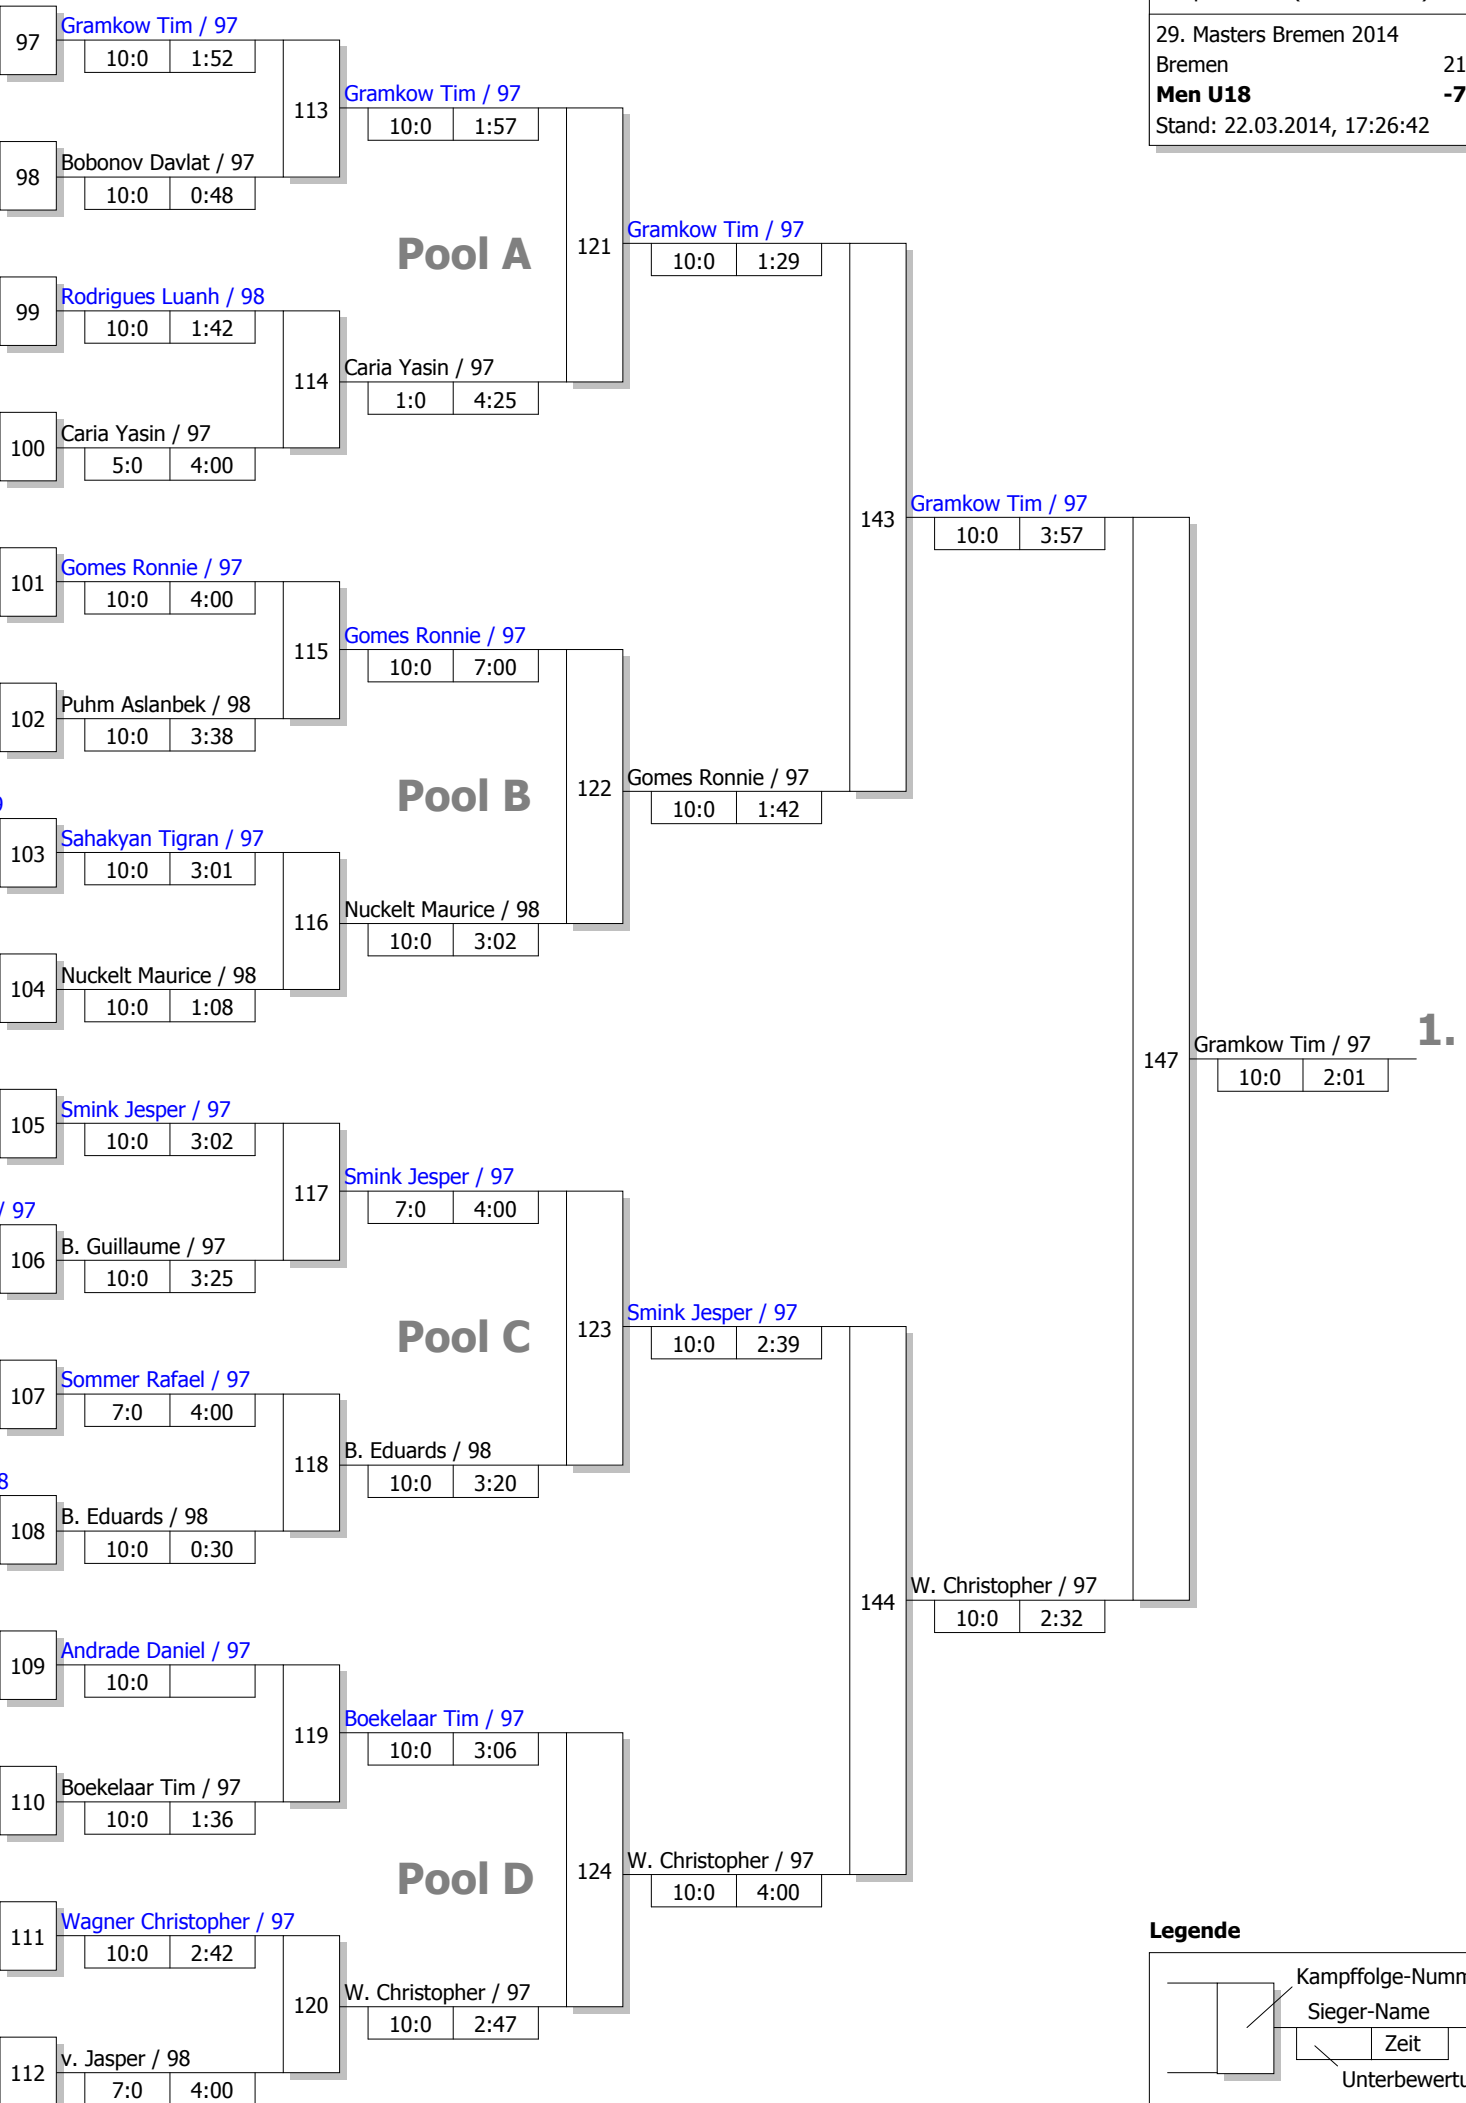 29. Masters Bremen 2014
Bremen 21
Men U18 -7
Stand: 22.03.2014, 17:26:42
97 Gramkow Tim / 97
10:0 1:52
113 Gramkow Tim / 97
10:0 1:57
98 Bobonov Davlat / 97
10:0 0:48
Pool A
121 Gramkow Tim / 97
10:0 1:29
99 Rodrigues Luanh / 98
10:0 1:42
114 Caria Yasin / 97
1:0 4:25
100 Caria Yasin / 97
5:0 4:00
143 Gramkow Tim / 97
10:0 3:57
101 Gomes Ronnie / 97
10:0 4:00
115 Gomes Ronnie / 97
10:0 7:00
102 Puhm Aslanbek / 98
10:0 3:38
Pool B
122 Gomes Ronnie / 97
10:0 1:42
103 Sahakyan Tigran / 97
10:0 3:01
116 Nuckelt Maurice / 98
10:0 3:02
104 Nuckelt Maurice / 98
10:0 1:08
147 Gramkow Tim / 97 1.
10:0 2:01
105 Smink Jesper / 97
10:0 3:02
117 Smink Jesper / 97
7:0 4:00
/ 97
106 B. Guillaume / 97
10:0 3:25
Pool C
123 Smink Jesper / 97
10:0 2:39
107 Sommer Rafael / 97
7:0 4:00
118 B. Eduards / 98
10:0 3:20
8
108 B. Eduards / 98
10:0 0:30
144 W. Christopher / 97
10:0 2:32
109 Andrade Daniel / 97
10:0
119 Boekelaar Tim / 97
10:0 3:06
110 Boekelaar Tim / 97
10:0 1:36
Pool D
124 W. Christopher / 97
10:0 4:00
111 Wagner Christopher / 97
10:0 2:42
120 W. Christopher / 97
10:0 2:47
112 v. Jasper / 98
7:0 4:00
Legende
Kampffolge-Numm
Sieger-Name
Zeit
Unterbewertu